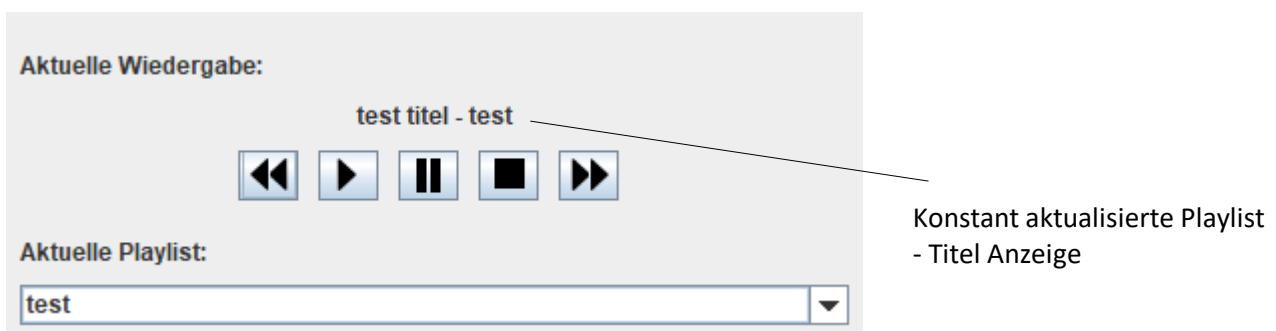 Aktuelle Wiedergabe:
test titel - test
Konstant aktualisierte Playlist
- Titel Anzeige
Aktuelle Playlist:
test